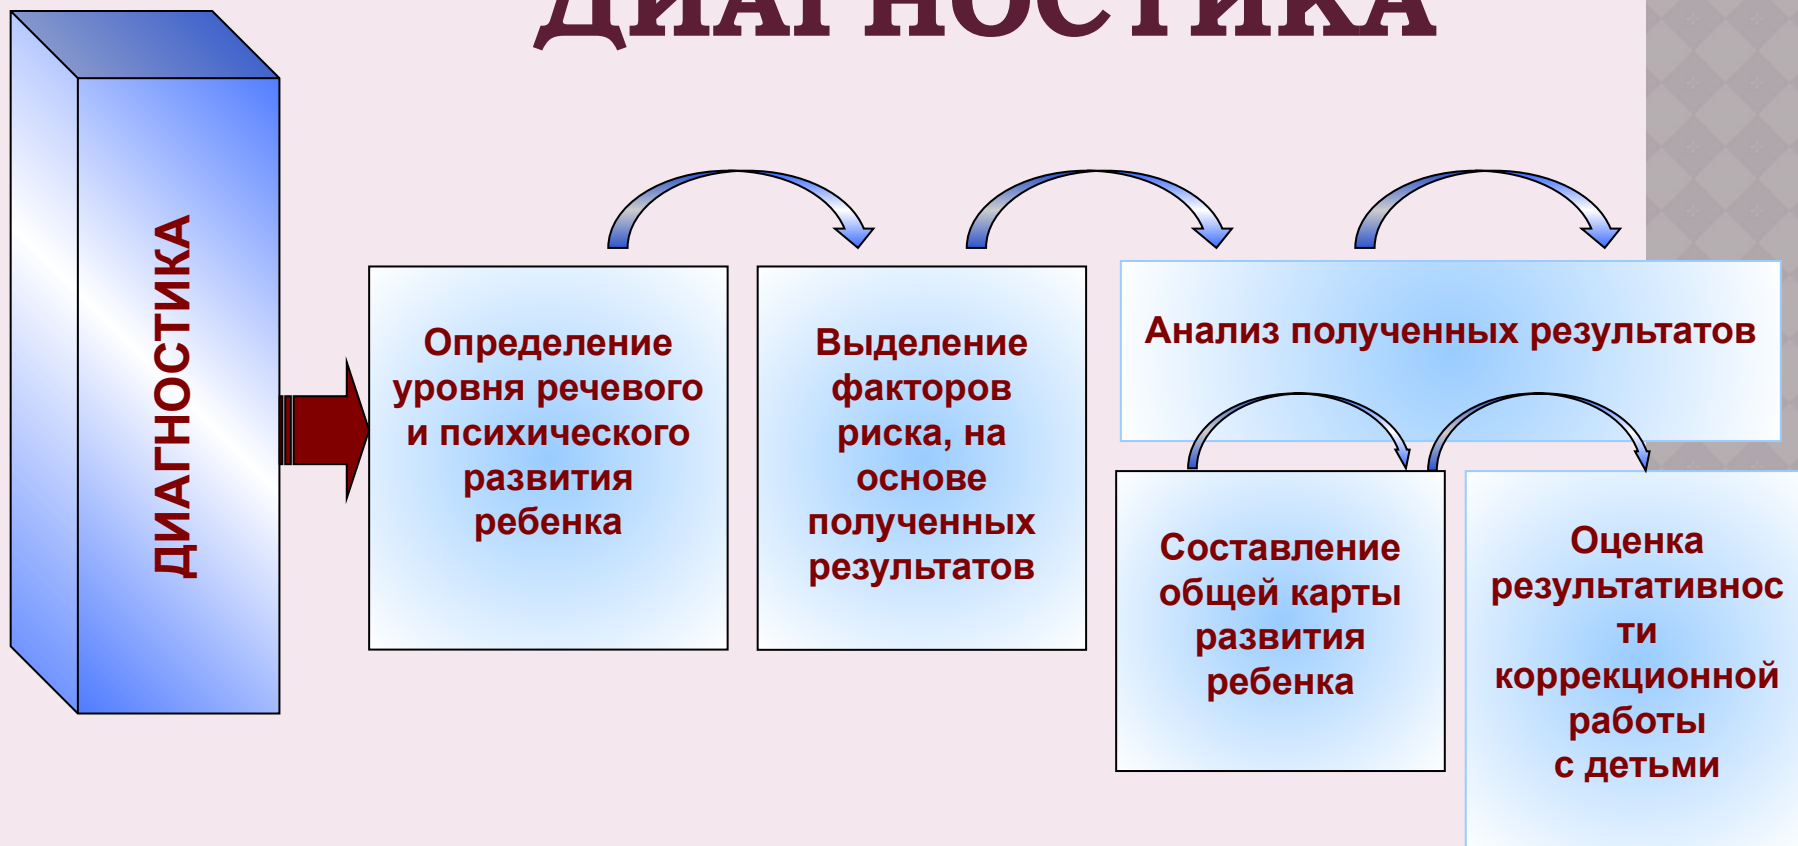 ДИАГНОСТИКА
ДИАГНОСТИКА
Определение
уровня речевого
и психического
развития
ребенка
Выделение
факторов
риска, на
основе
полученных
результатов
Анализ полученных результатов
Составление
общей карты
развития
ребенка
Оценка
результативнос
ти
коррекционной
работы
с детьми